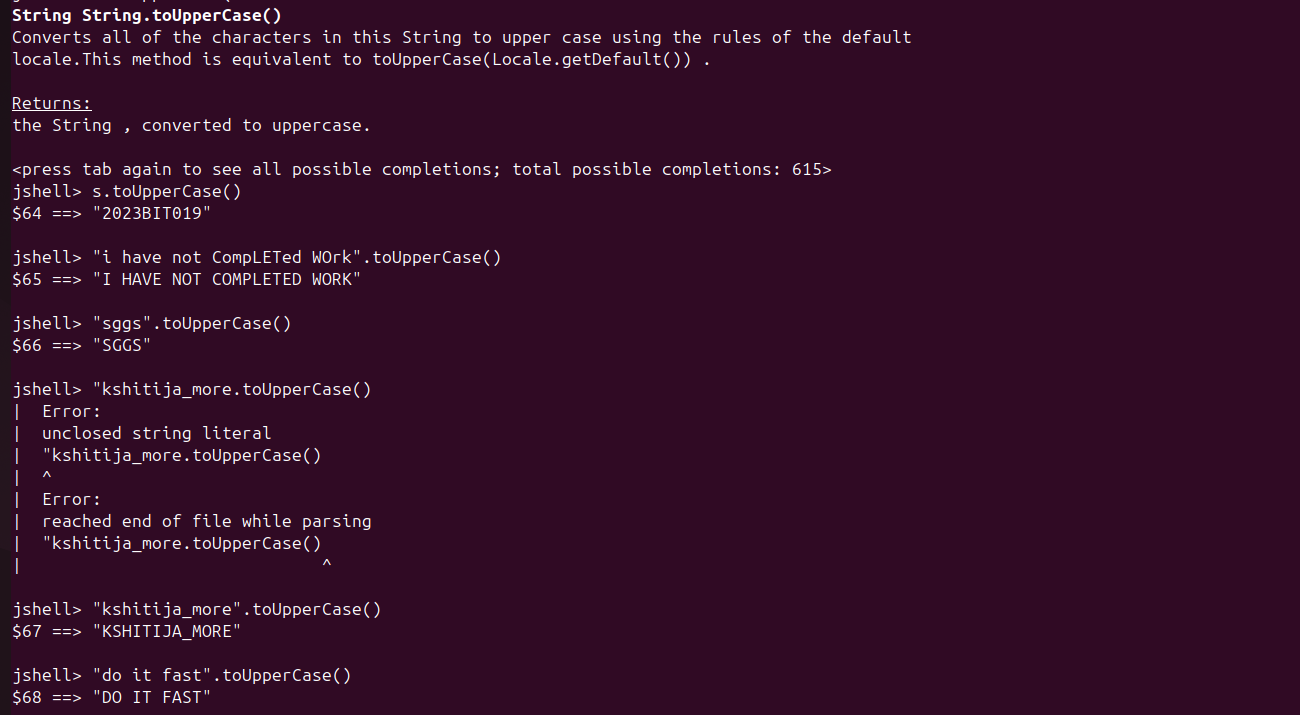 String String.toUpperCase()
Converts all of the characters in this String to upper case using the rules of the default
locale.This method is equivalent to toUpperCase(Locale.getDefault()) .
Returns:
the String , converted to uppercase.
<press tab again to see all possible completions; total possible completions: 615>
jshell> s.toUpperCase()
$64 ==> "2023BIT019"
jshell> "i have not CompLETed WOrk".toUpperCase()
$65 ==> "I HAVE NOT COMPLETED WORK"
jshell> "sggs".toUpperCase()
$66 ==> "SGGS"
jshell> "kshitija_more.toUpperCase()
|  Error:
|  unclosed string literal
|  "kshitija_more.toUpperCase()
|  ^
|  Error:
|  reached end of file while parsing
|  "kshitija_more.toUpperCase()
|                              ^
jshell> "kshitija_more".toUpperCase()
$67 ==> "KSHITIJA_MORE"
jshell> "do it fast".toUpperCase()
$68 ==> "DO IT FAST"